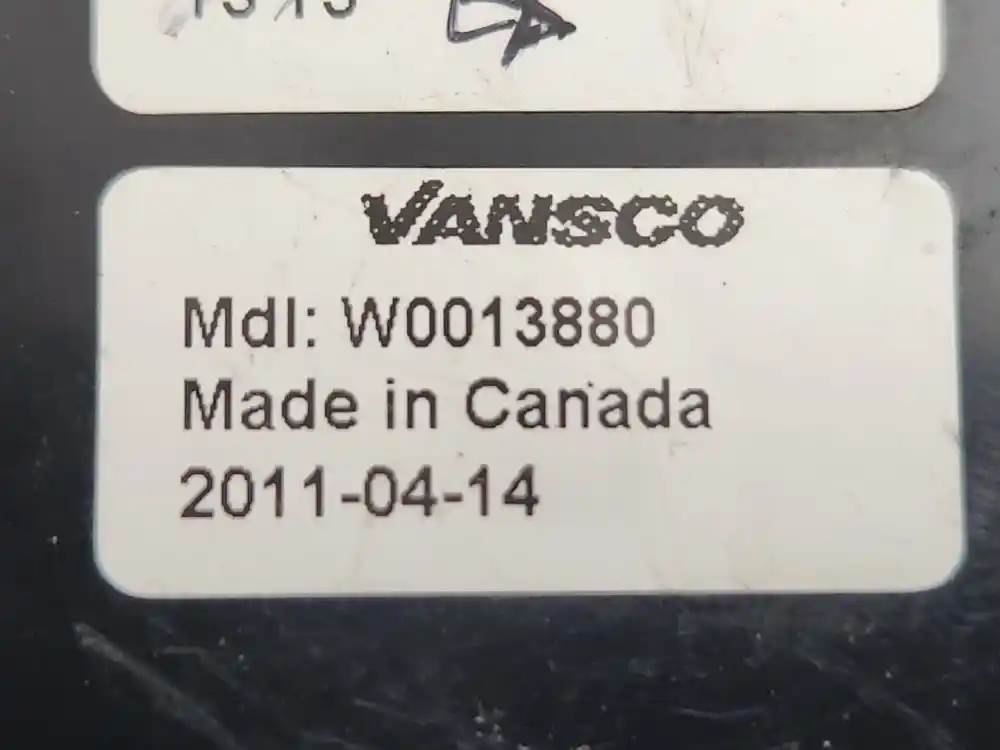 VANSCO
Mdl: W0013880
Made in Canada
2011-04-14